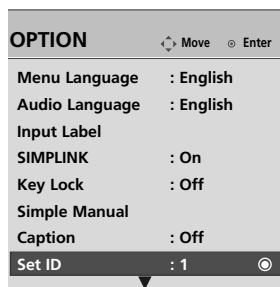 OPTION Move Enter
Menu Language : English
Audio Language : English
Input Label
SIMPLINK : On
Key Lock : Off
Simple Manual
Caption : Off
Set ID : 1